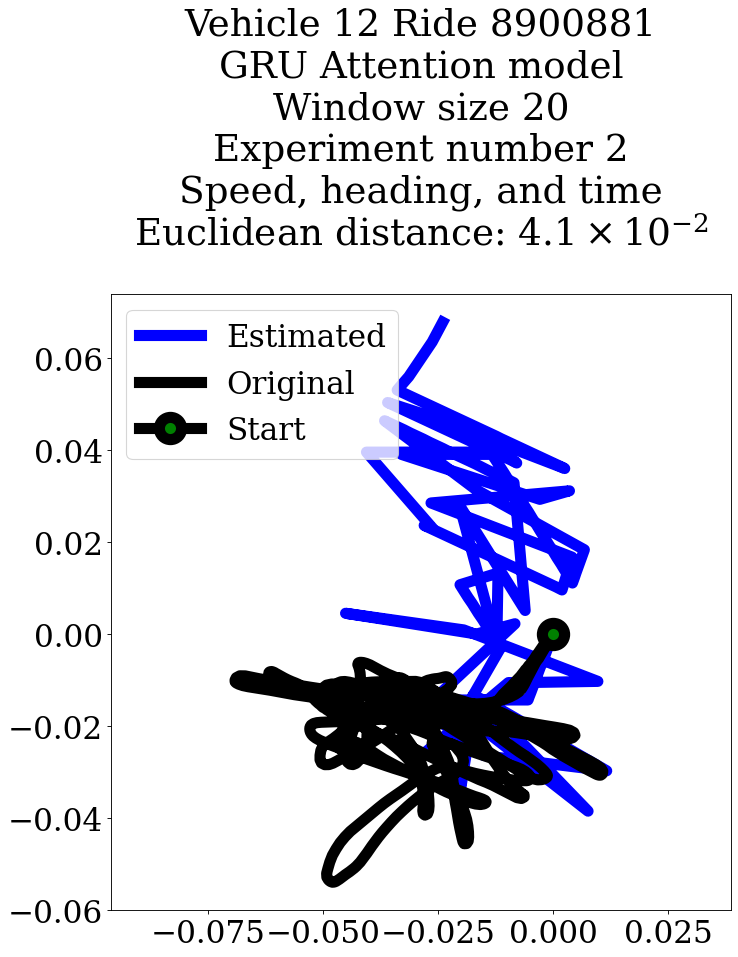 Vehicle 12 Ride 8900881
GRU Attention model
Window size 20
Experiment number 2
Speed, heading, and time
Euclidean distance: 4.1 × 10⁻²
Estimated
Original
Start
0.06
0.04
0.02
0.00
−0.02
−0.04
−0.06
−0.075 −0.050 −0.025 0.000 0.025